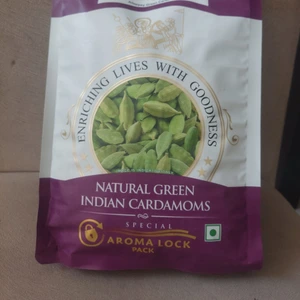 ENRICHING LIVES WITH GOODNESS
NATURAL GREEN
INDIAN CARDAMOMS
SPECIAL
AROMA LOCK
PACK